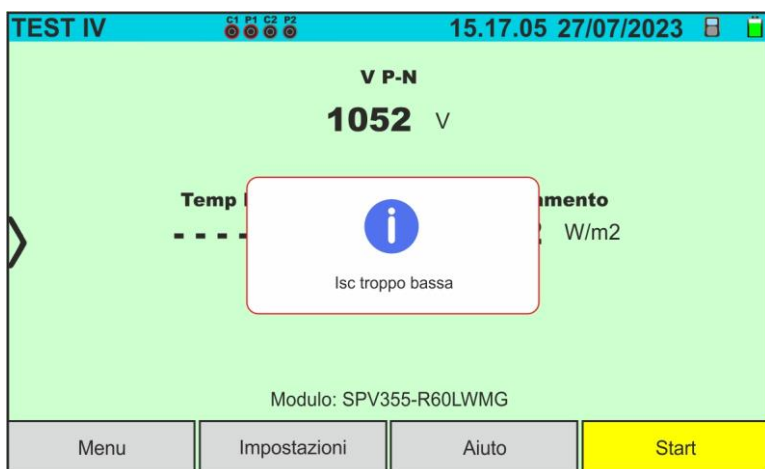 TEST IV C1 P1 C2 P2 15.17.05 27/07/2023
V P-N
1052 V
Temp
- - - - W/m2
Isc troppo bassa
Modulo: SPV355-R60LWMG
Menu Impostazioni Aiuto Start